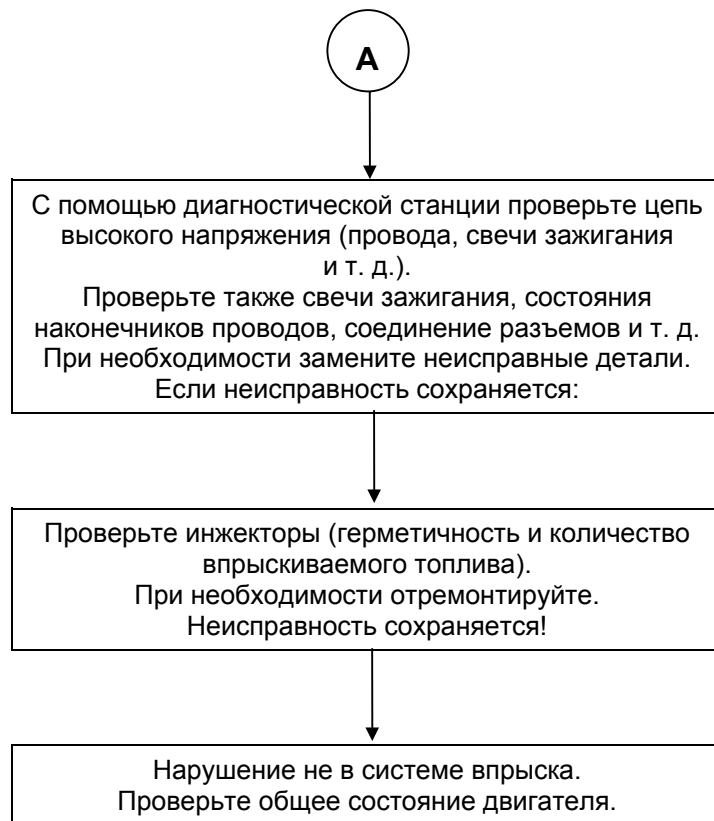 А
С помощью диагностической станции проверьте цепь
высокого напряжения (провода, свечи зажигания
и т. д.).
Проверьте также свечи зажигания, состояния
наконечников проводов, соединение разъемов и т. д.
При необходимости замените неисправные детали.
Если неисправность сохраняется:
Проверьте инжекторы (герметичность и количество
впрыскиваемого топлива).
При необходимости отремонтируйте.
Неисправность сохраняется!
Нарушение не в системе впрыска.
Проверьте общее состояние двигателя.